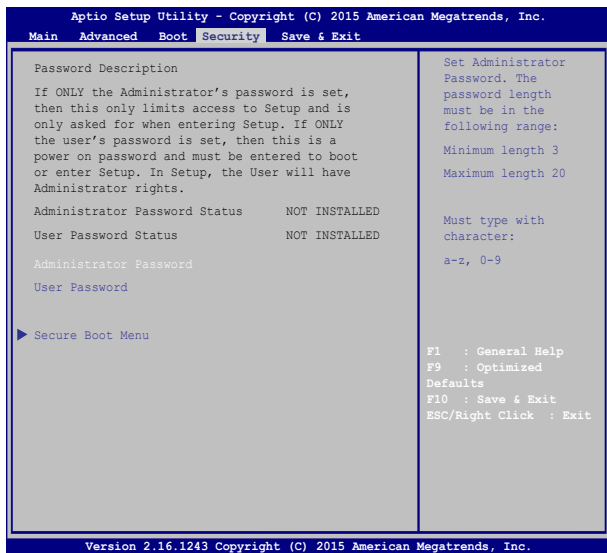 Aptio Setup Utility - Copyright (C) 2015 American Megatrends, Inc.
Main Advanced Boot Security Save & Exit
Password Description
If ONLY the Administrator's password is set,
then this only limits access to Setup and is
only asked for when entering Setup. If ONLY
the user's password is set, then this is a
power on password and must be entered to boot
or enter Setup. In Setup, the User will have
Administrator rights.
Administrator Password Status NOT INSTALLED
User Password Status NOT INSTALLED
Administrator Password
User Password
Secure Boot Menu
Set Administrator
Password. The
password length
must be in the
following range:
Minimum length 3
Maximum length 20
Must type with
character:
a-z, 0-9
F1 : General Help
F9 : Optimized
Defaults
F10 : Save & Exit
ESC/Right Click : Exit
Version 2.16.1243 Copyright (C) 2015 American Megatrends, Inc.